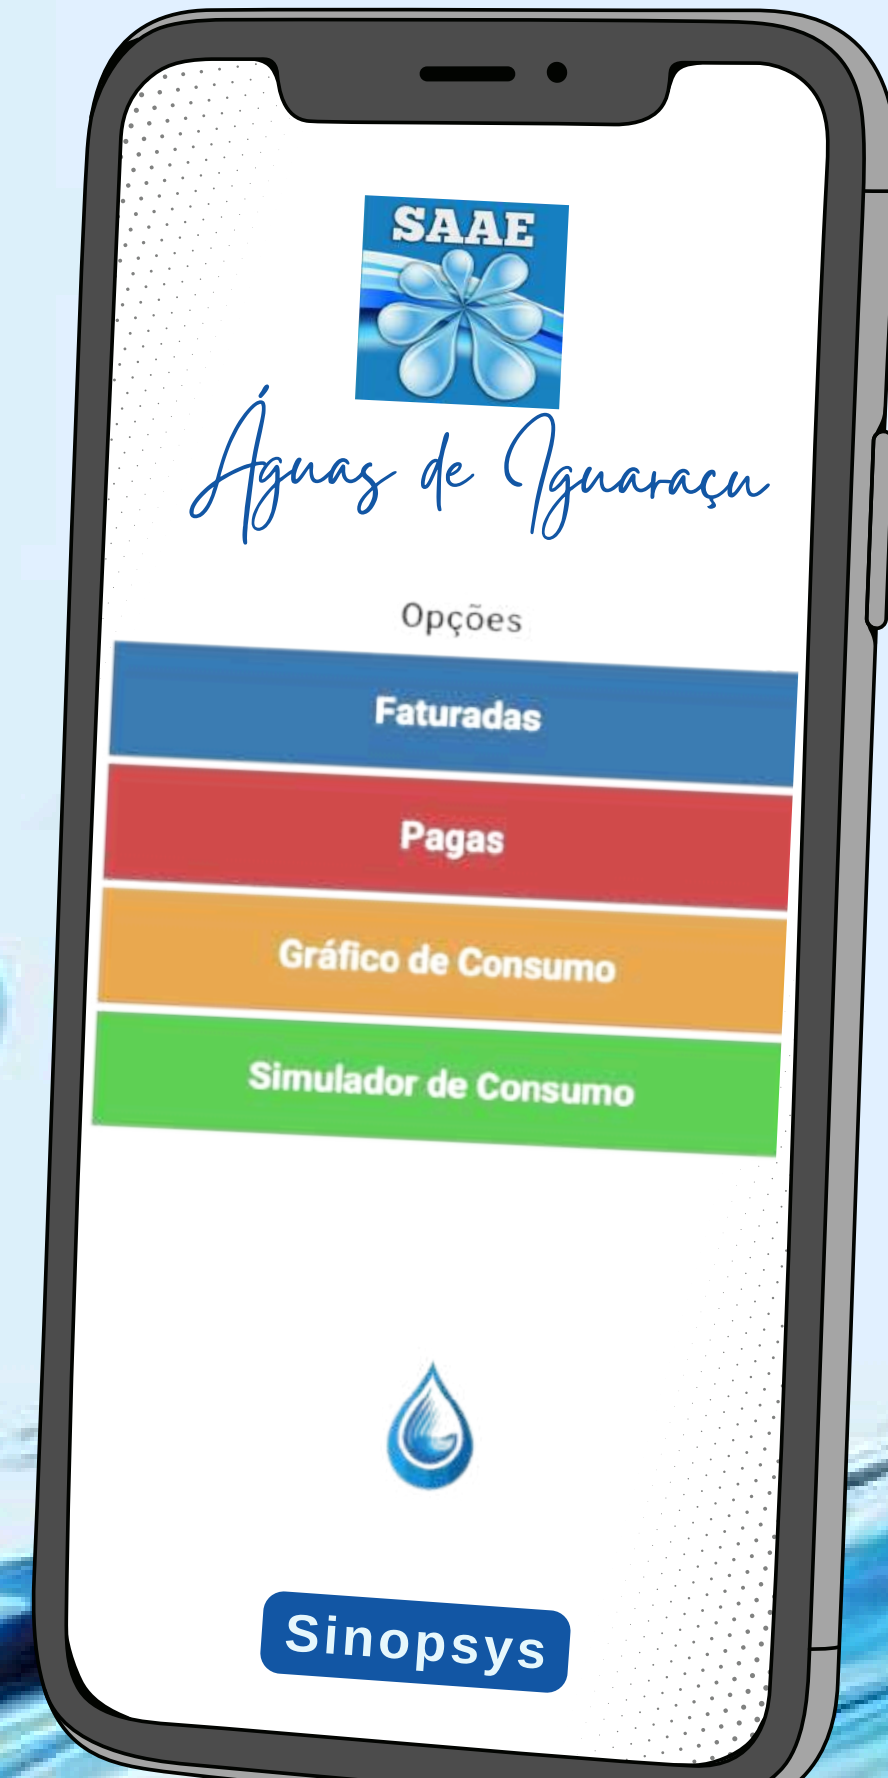 SAAE
Águas de Iguaraçu
Opções
Faturadas
Pagas
Gráfico de Consumo
Simulador de Consumo
Sinopsys